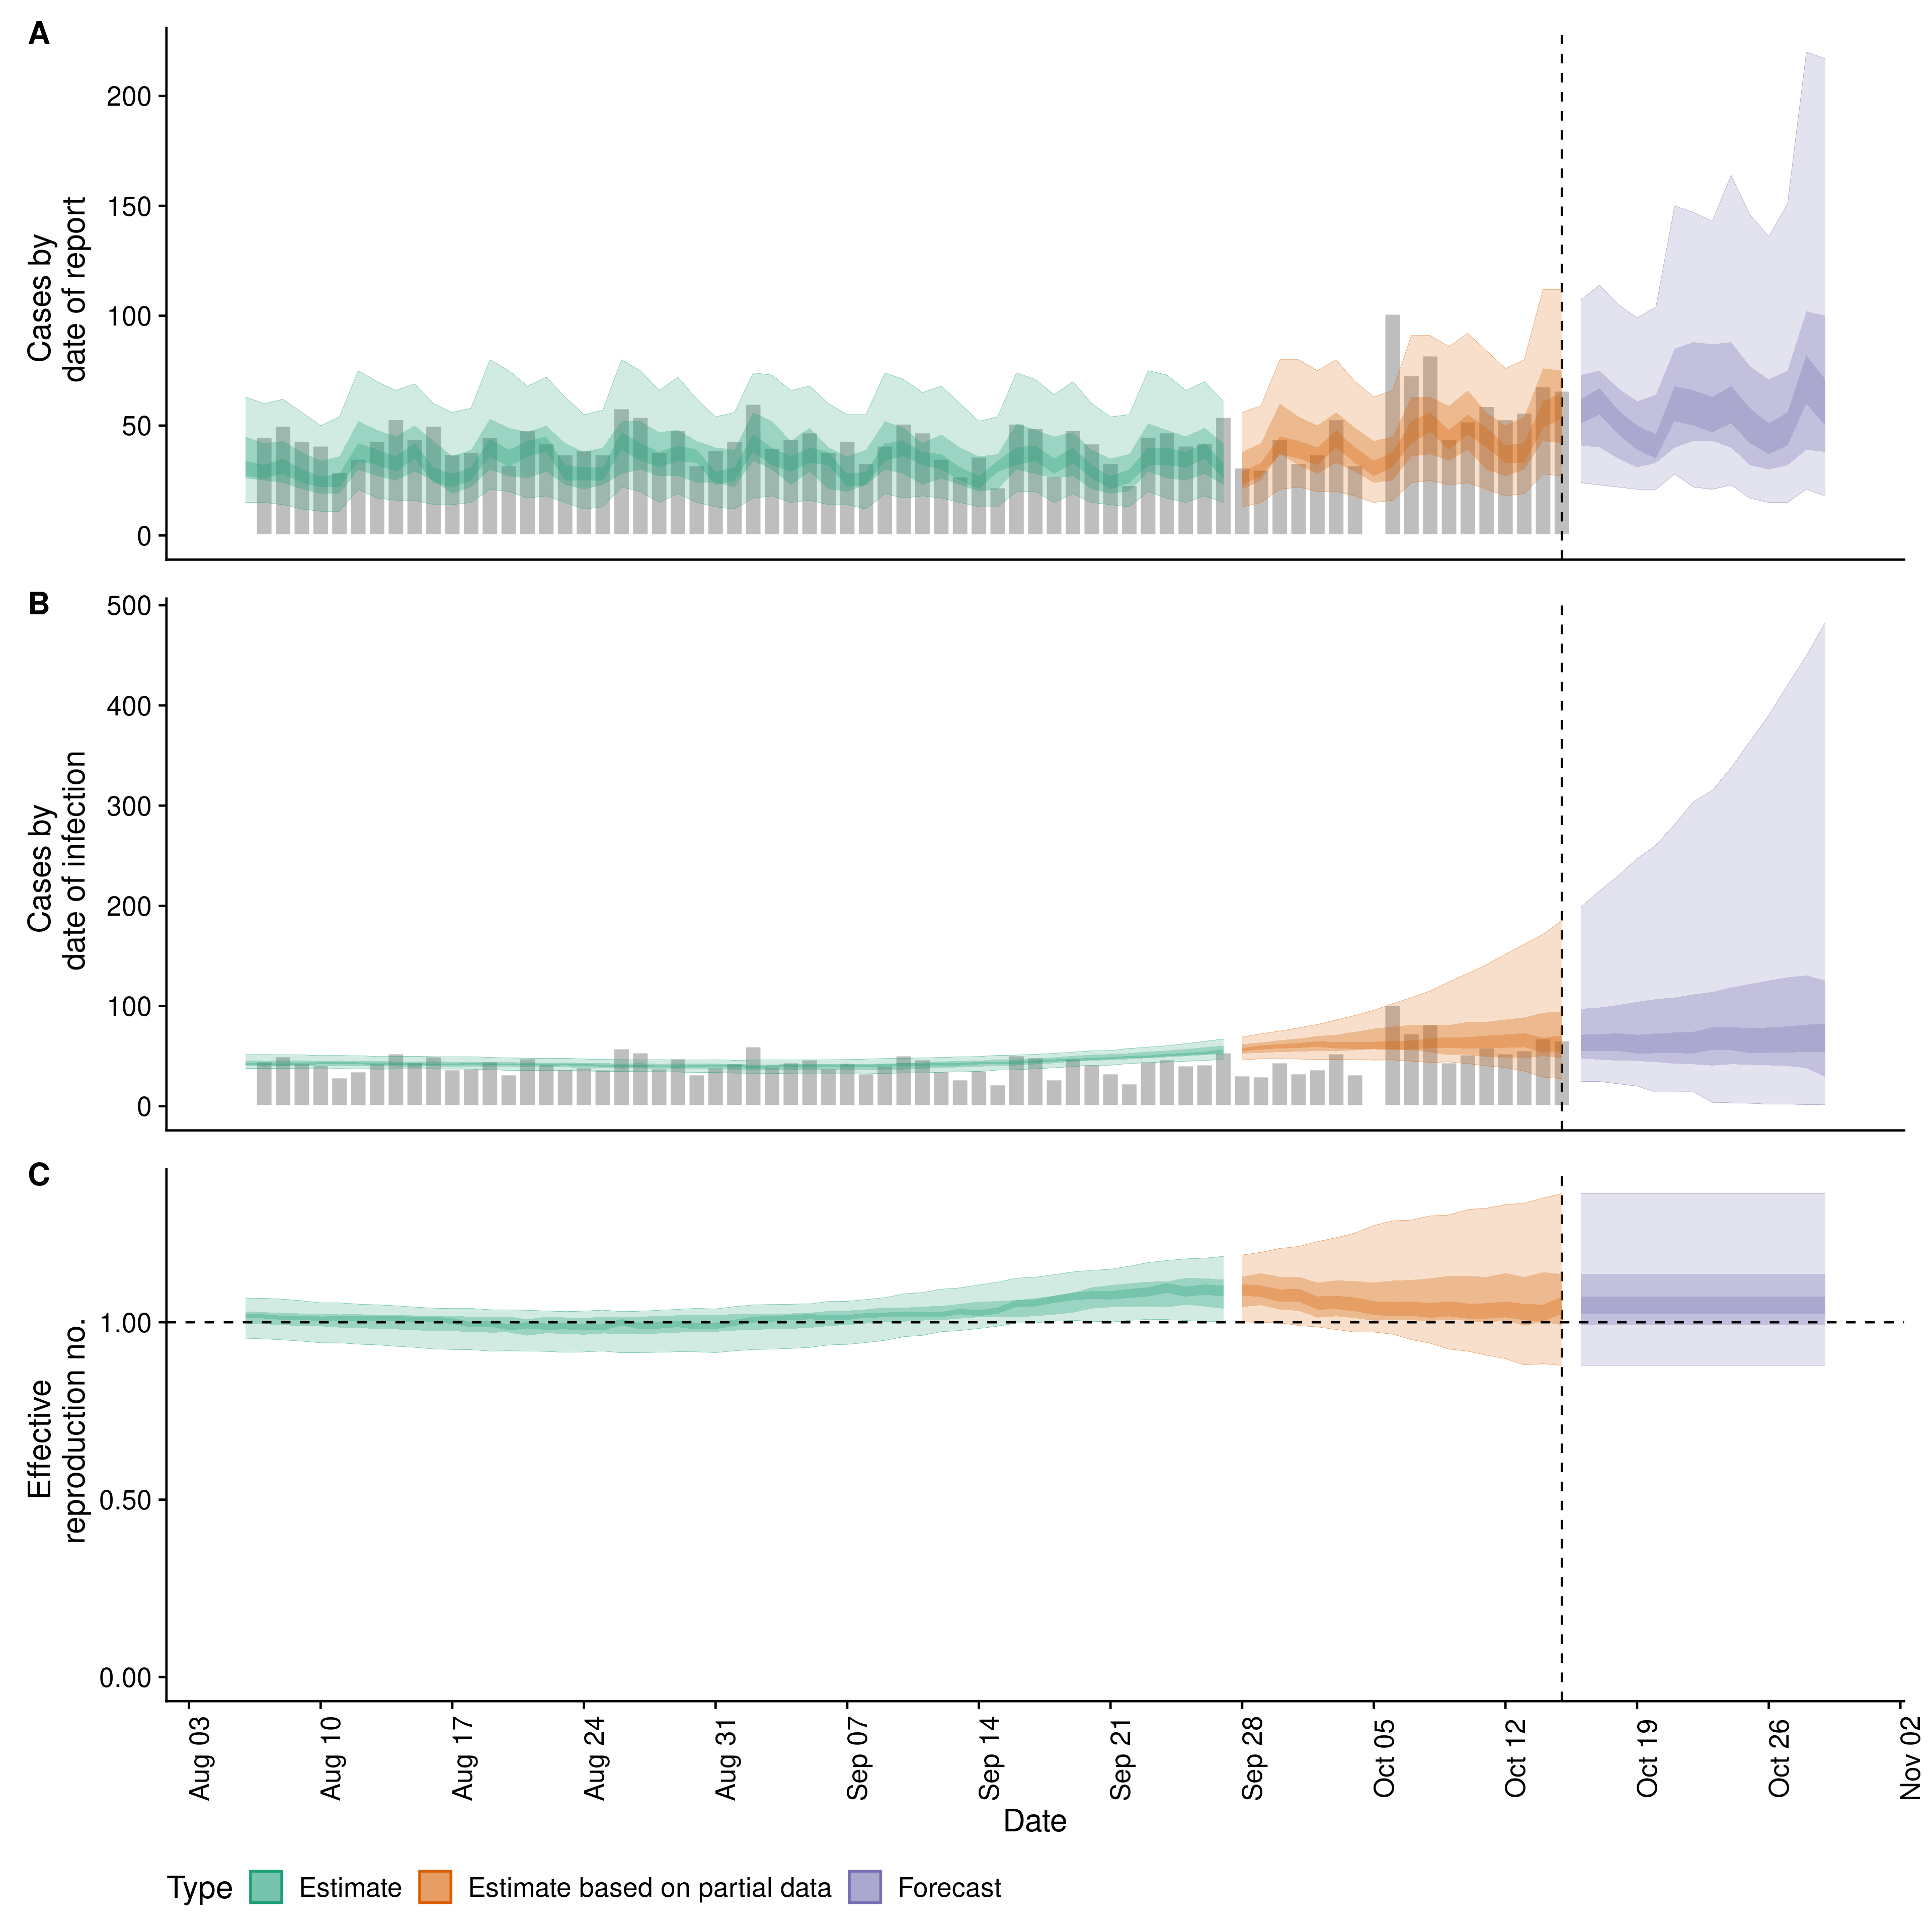 A
200
150
100
50
0
Cases by
date of report
B
500
400
300
200
100
0
Cases by
date of infection
C
1.00
0.50
0.00
Effective
reproduction no.
Aug 03
Aug 10
Aug 17
Aug 24
Aug 31
Sep 07
Sep 14
Sep 21
Sep 28
Oct 05
Oct 12
Oct 19
Oct 26
Nov 02
Date
Type Estimate Estimate based on partial data Forecast